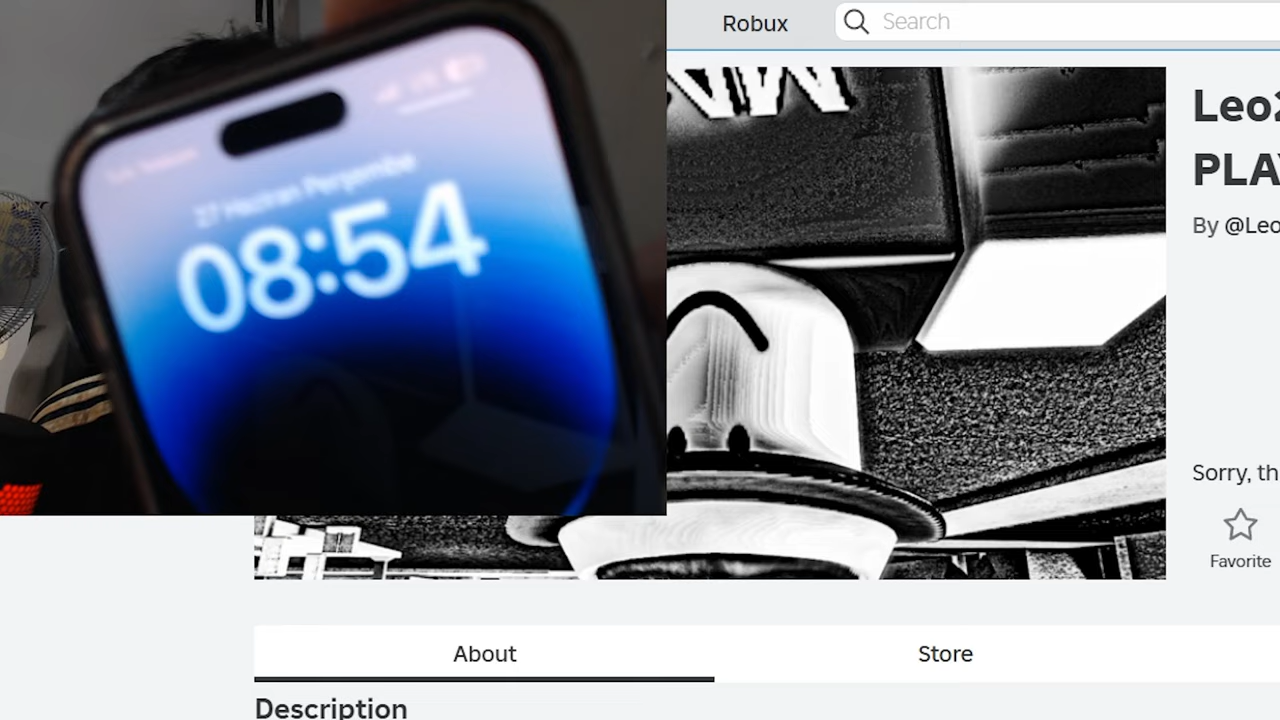 27 Haziran Perşembe
08:54
Robux
Search
Leo
PLA
By @Leo
Sorry, th
Favorite
About
Store
Description